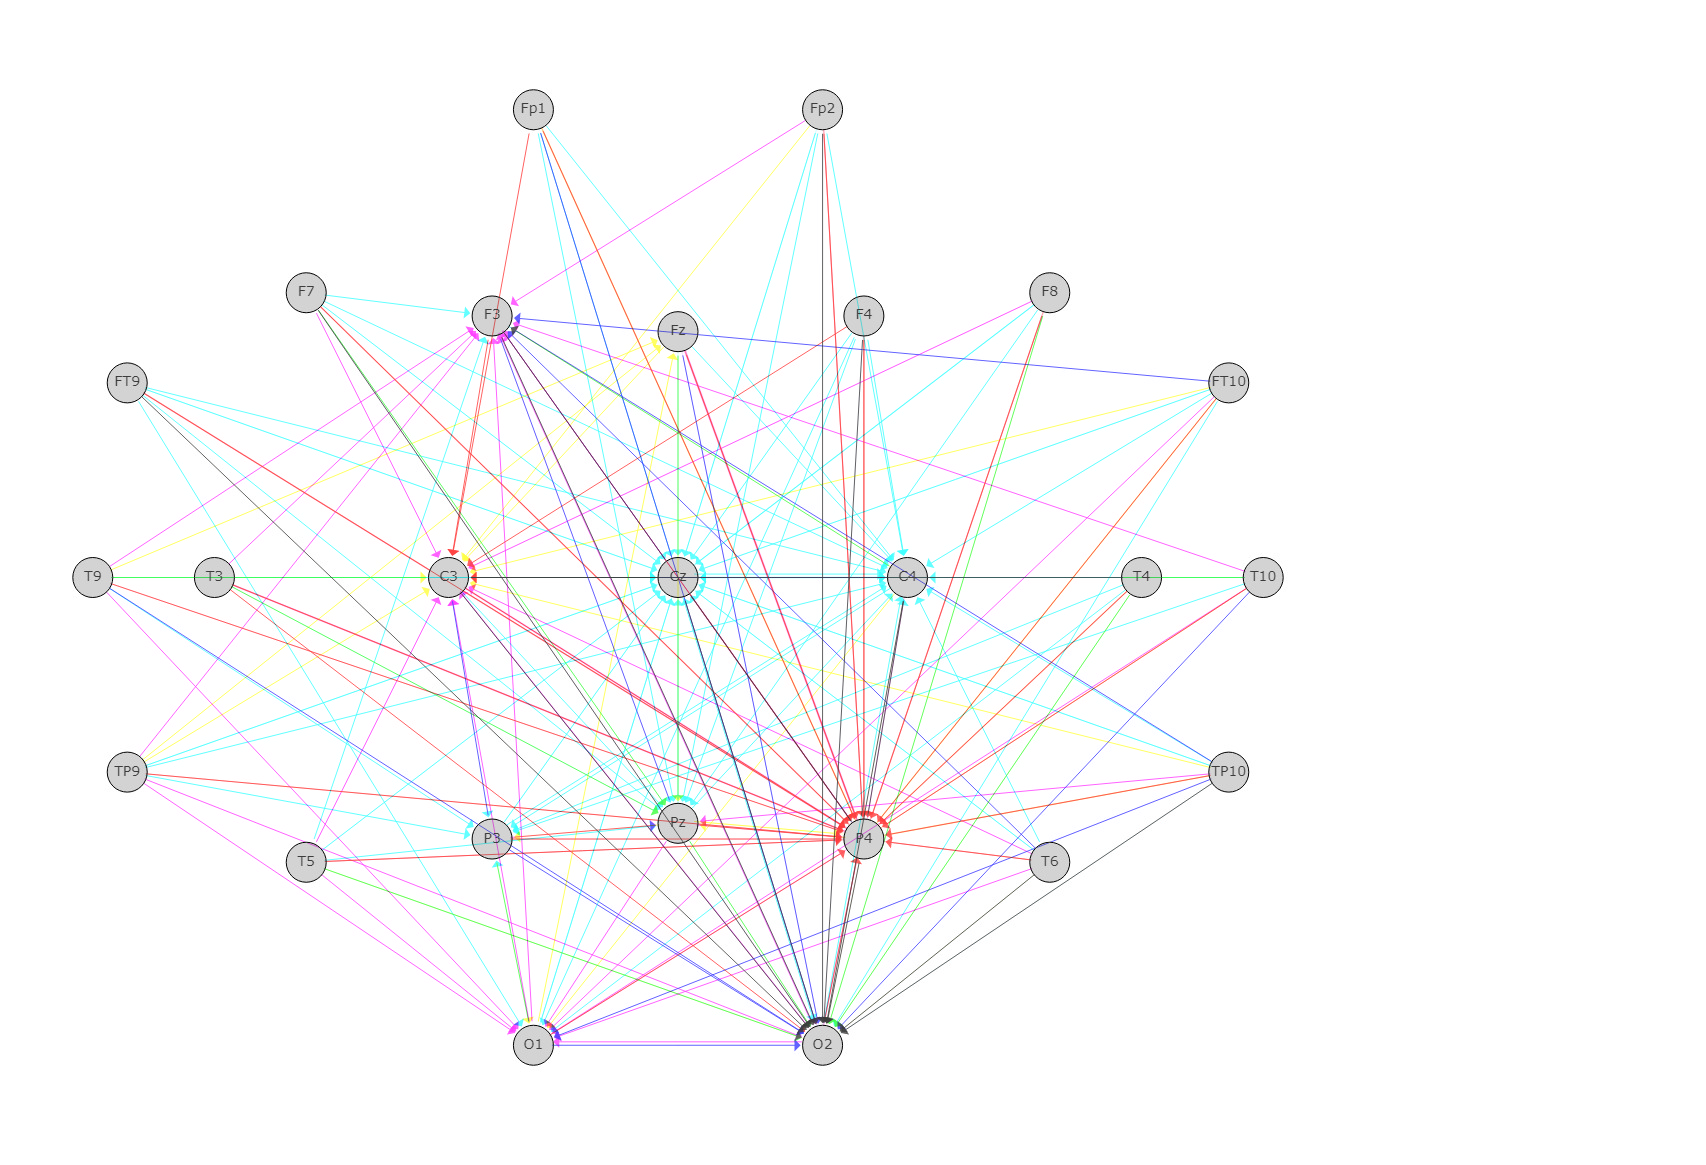 Fp1 Fp2
F7 F3 Fz F4 F8
FT9 FT10
T9 T3 C3 Cz C4 T4 T10
TP9 TP10
T5 P3 Pz P4 T6
O1 O2